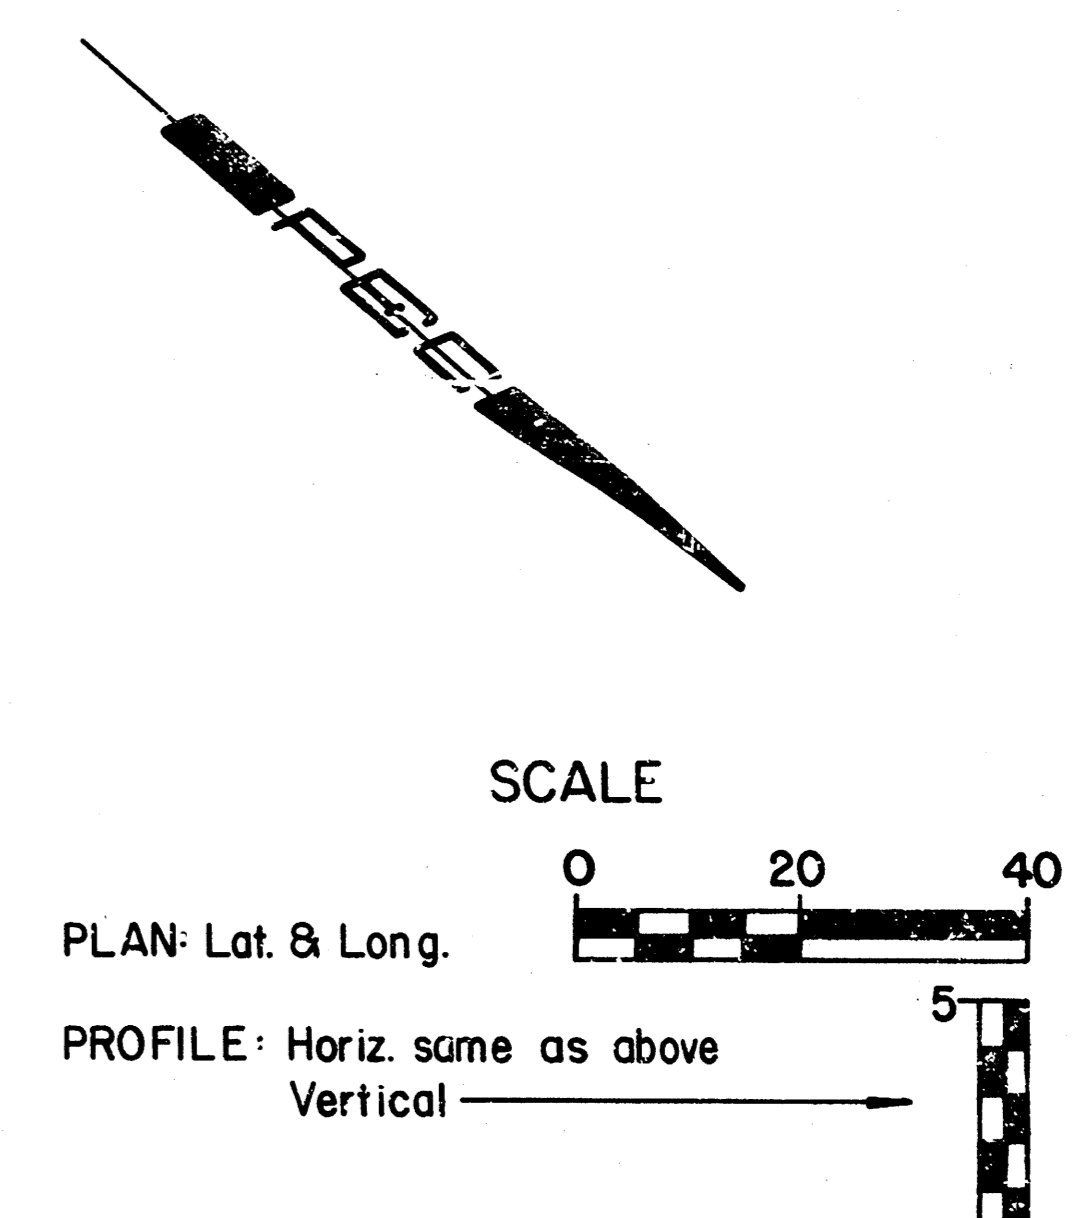 SCALE
0 20 40
PLAN: Lat. & Long.
5
PROFILE: Horiz. same as above
Vertical